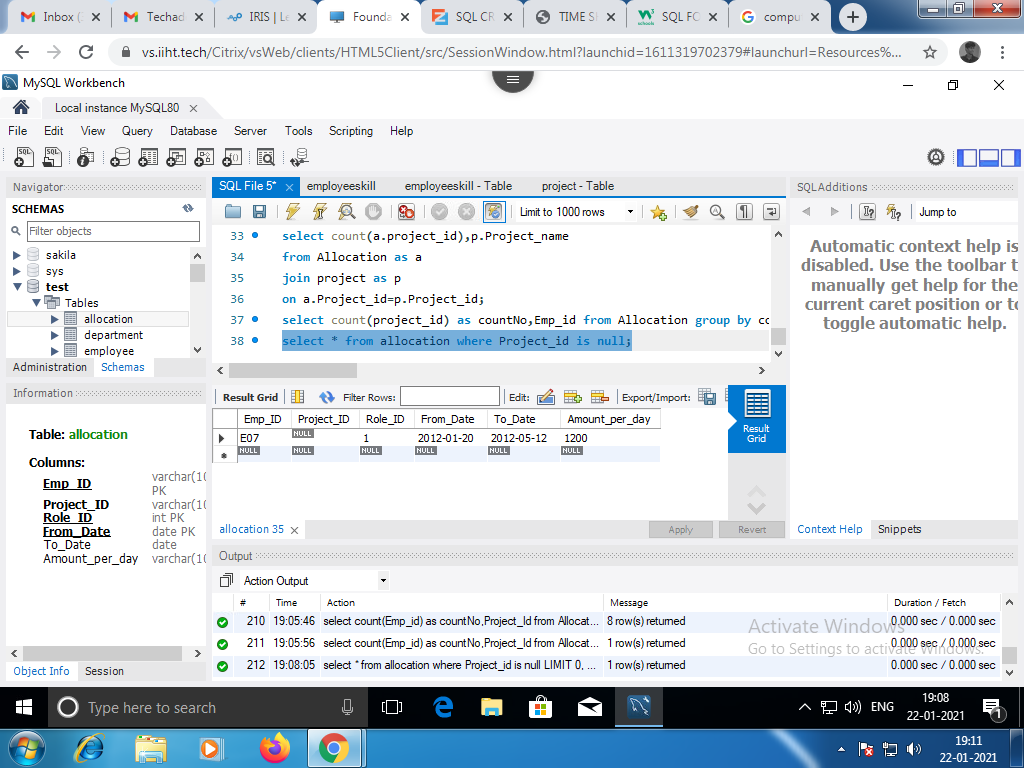 Inbox (
Techad
IRIS | L
Founda
SQL CR
TIME S
SQL FC
compu
vs.iiht.tech/Citrix/vsWeb/clients/HTML5Client/src/SessionWindow.html?launchid=1611319702379#launchurl=Resources%...
MySQL Workbench
Local instance MySQL80
File Edit View Query Database Server Tools Scripting Help
Navigator
SCHEMAS
Filter objects
sakila
sys
test
Tables
allocation
department
employee
Administration Schemas
Information
Table: allocation
Columns:
Emp_ID varchar(10
PK
Project_ID varchar(10
Role_ID int PK
From_Date date PK
To_Date date
Amount_per_day varchar(10
Object Info Session
SQL File 5* employeeskill employeeskill - Table project - Table
Limit to 1000 rows
33 select count(a.project_id),p.Project_name
34 from Allocation as a
35 join project as p
36 on a.Project_id=p.Project_id;
37 select count(project_id) as countNo,Emp_id from Allocation group by co
38 select * from allocation where Project_id is null;
Result Grid Filter Rows: Edit: Export/Import:
Emp_ID Project_ID Role_ID From_Date To_Date Amount_per_day
E07 NULL 1 2012-01-20 2012-05-12 1200
NULL NULL NULL NULL NULL NULL
Result
Grid
allocation 35 Apply Revert
SQLAdditions
Jump to
Automatic context help is
disabled. Use the toolbar t
manually get help for the
current caret position or to
toggle automatic help.
Context Help Snippets
Output
Action Output
# Time Action Message Duration / Fetch
210 19:05:46 select count(Emp_id) as countNo,Project_Id from Allocat... 8 row(s) returned 0.000 sec / 0.000 sec
211 19:05:56 select count(project_id) as countNo,Emp_id from Allocat... 1 row(s) returned 0.000 sec / 0.000 sec
212 19:08:05 select * from allocation where Project_id is null LIMIT 0, ... 1 row(s) returned 0.000 sec / 0.000 sec
Activate Windows
Go to Settings to activate Windows.
Type here to search
ENG
19:08
22-01-2021
1
19:11
22-01-2021